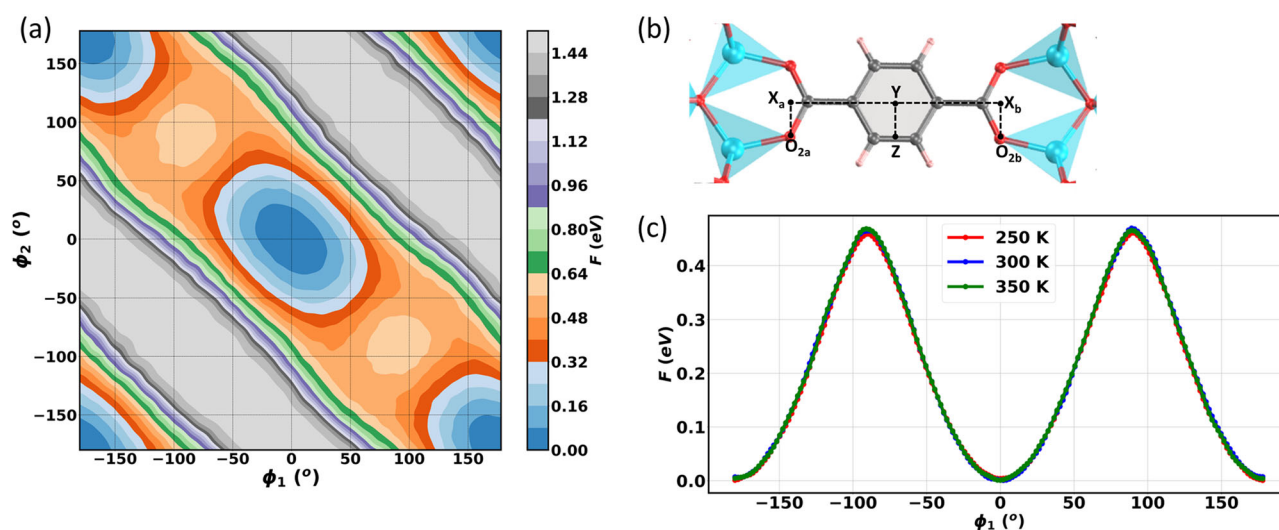 (a)
150
100
50
0
−50
−100
−150
ϕ2 (°)
−150 −100 −50 0 50 100 150
ϕ1 (°)
1.44
1.28
1.12
0.96
0.80
0.64
0.48
0.32
0.16
0.00
F (eV)
(b)
Xa Y Xb
O2a Z O2b
(c)
250 K
300 K
350 K
0.4
0.3
0.2
0.1
0.0
F (eV)
−150 −100 −50 0 50 100 150
ϕ1 (°)